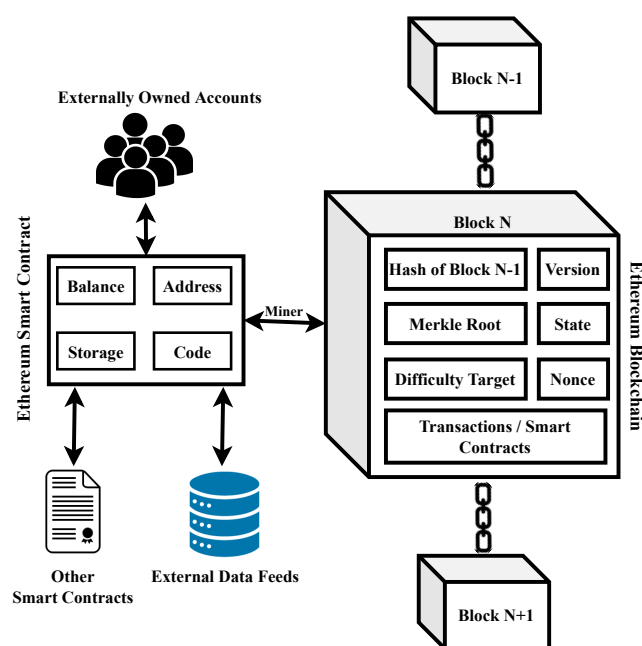 Block N-1
Externally Owned Accounts
Ethereum Smart Contract
Balance
Address
Storage
Code
Miner
Block N
Hash of Block N-1
Version
Merkle Root
State
Difficulty Target
Nonce
Transactions / Smart
Contracts
Ethereum Blockchain
Other
Smart Contracts
External Data Feeds
Block N+1